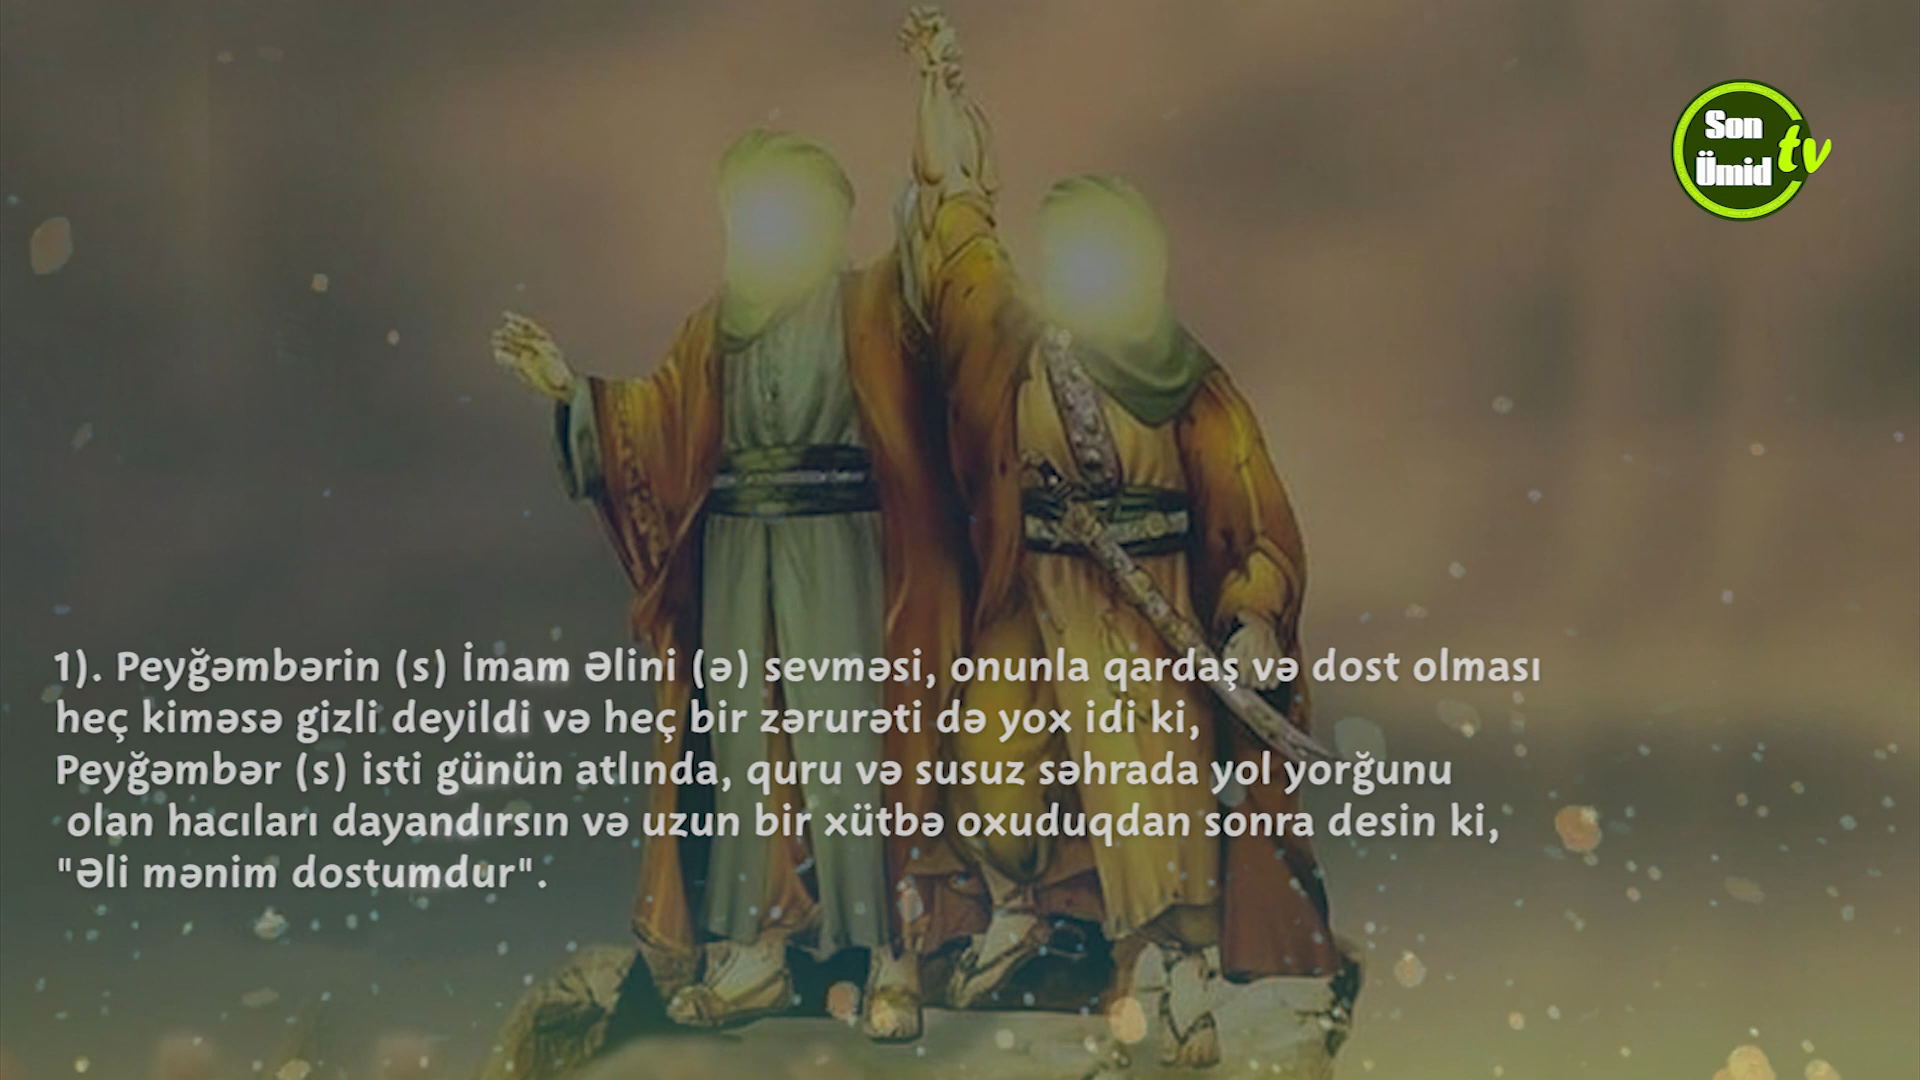 Son
Ümid tv
1). Peyğəmbərin (s) İmam Əlini (ə) sevməsi, onunla qardaş və dost olması
heç kiməsə gizli deyildi və heç bir zərurəti də yox idi ki,
Peyğəmbər (s) isti günün atlında, quru və susuz səhrada yol yorğunu
olan hacıları dayandırsın və uzun bir xütbə oxuduqdan sonra desin ki,
"Əli mənim dostumdur".